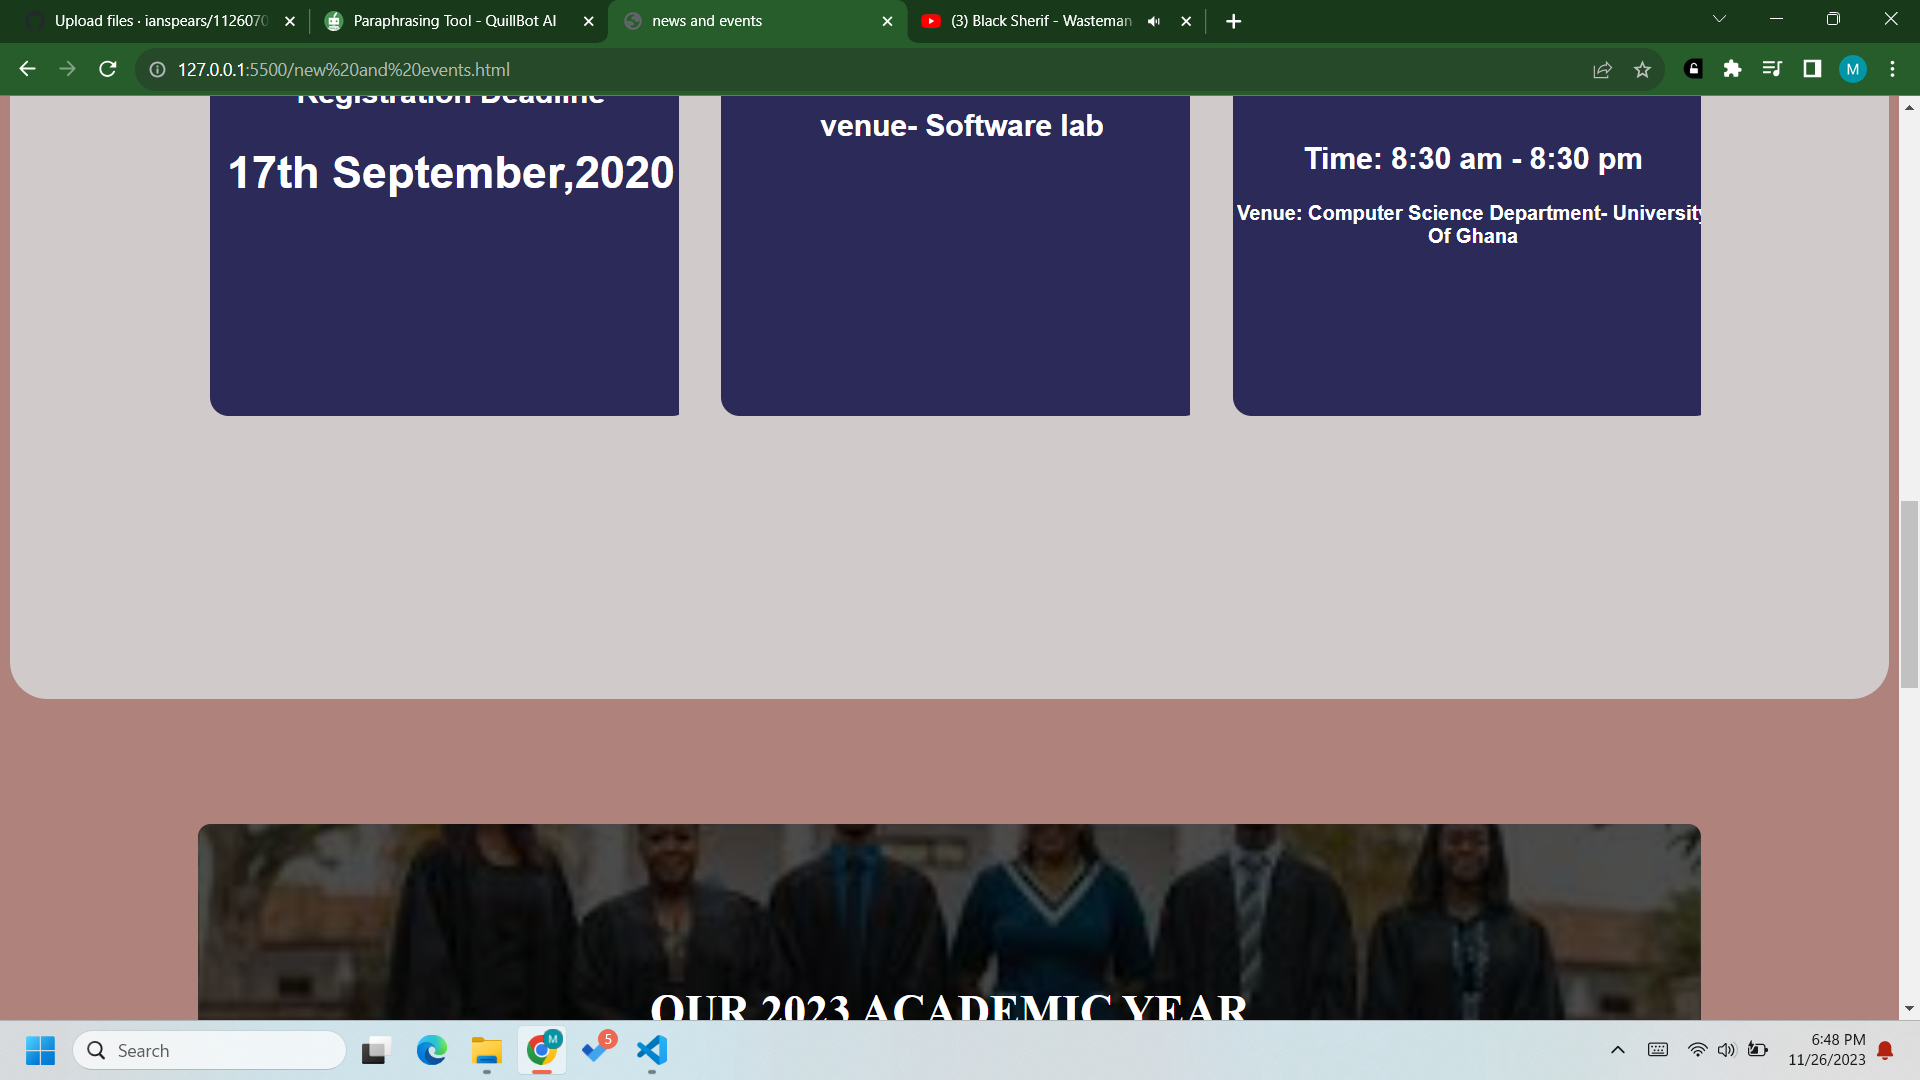 Upload files · ianspears/1126070
Paraphrasing Tool - QuillBot AI
news and events
(3) Black Sherif - Wasteman
127.0.0.1:5500/new%20and%20events.html
M
Registration Deadline
17th September,2020
venue- Software lab
Time: 8:30 am - 8:30 pm
Venue: Computer Science Department- University
Of Ghana
OUR 2023 ACADEMIC YEAR
Search
M
5
6:48 PM
11/26/2023